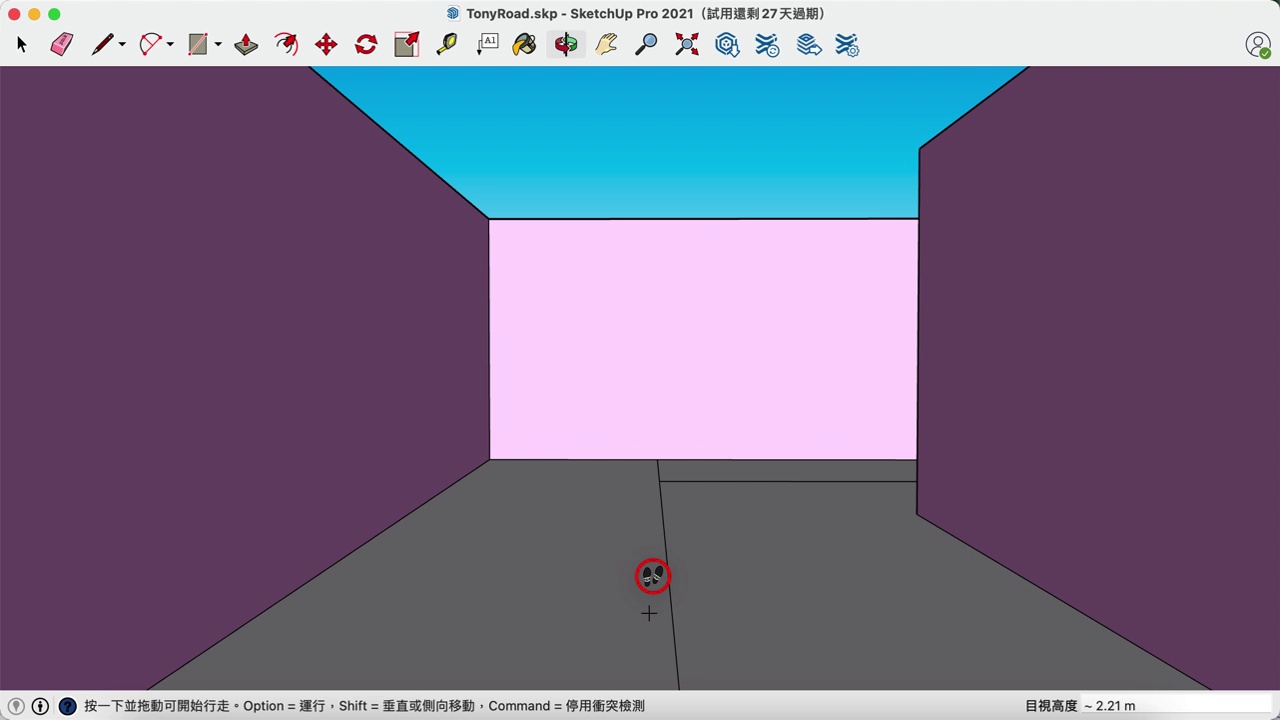 TonyRoad.skp - SketchUp Pro 2021（試用還剩 27 天過期）
A1
按一下並拖動可開始行走。Option = 運行，Shift = 垂直或側向移動，Command = 停用衝突檢測
目視高度 ~ 2.21 m